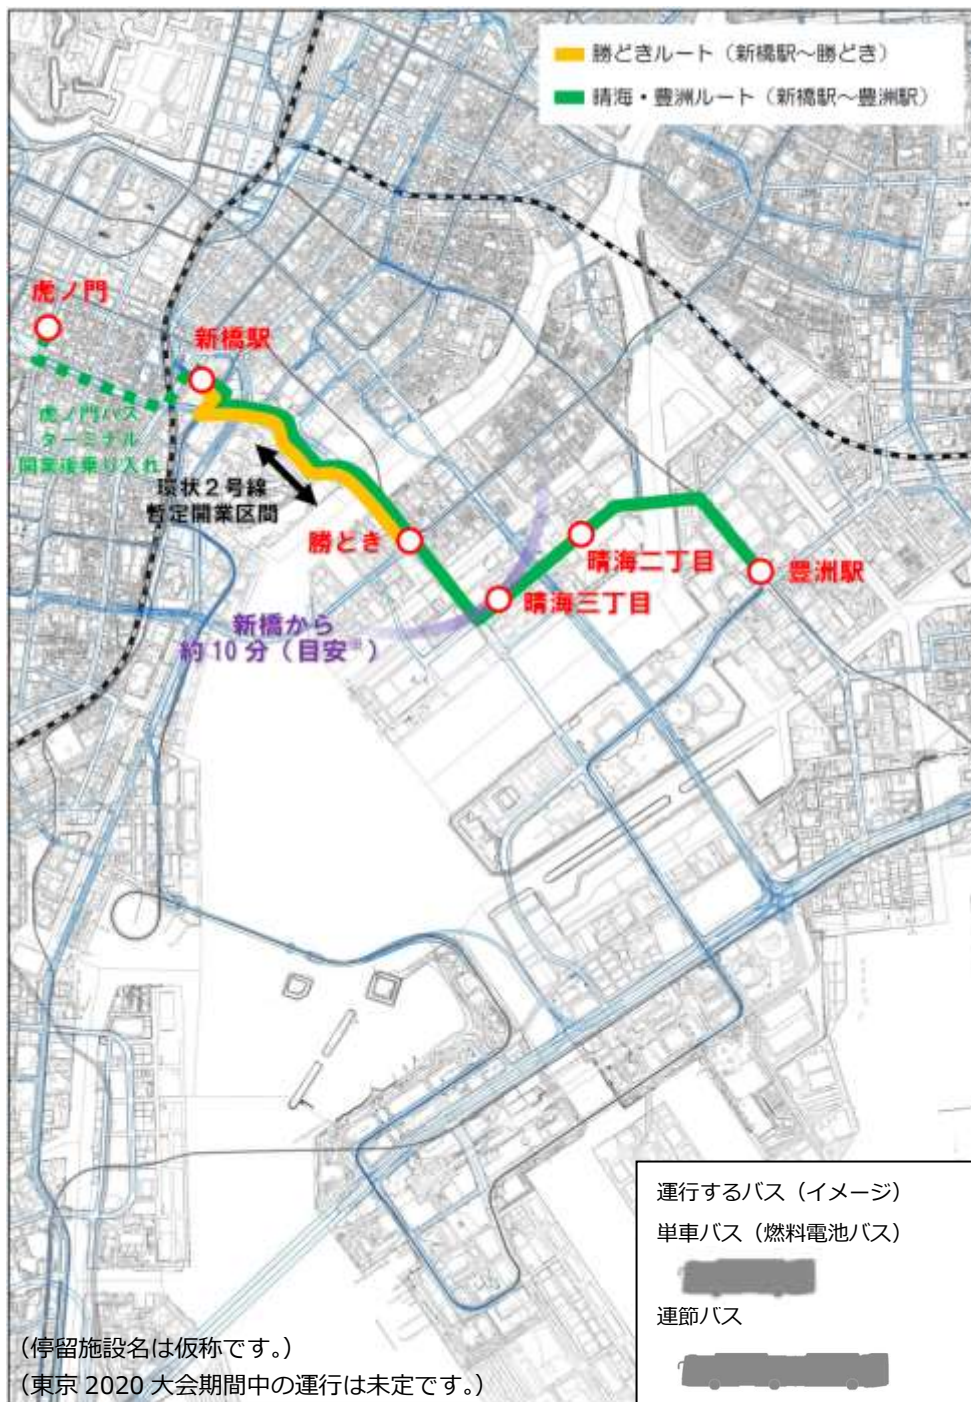 勝どきルート（新橋駅～勝どき）
晴海・豊洲ルート（新橋駅～豊洲駅）
虎ノ門
新橋駅
虎ノ門バス
ターミナル
開業後乗り入れ
環状２号線
暫定開業区間
勝どき
晴海二丁目
豊洲駅
晴海三丁目
新橋から
約10分（目安※）
運行するバス（イメージ）
単車バス（燃料電池バス）
連節バス
（停留施設名は仮称です。）
（東京 2020 大会期間中の運行は未定です。）